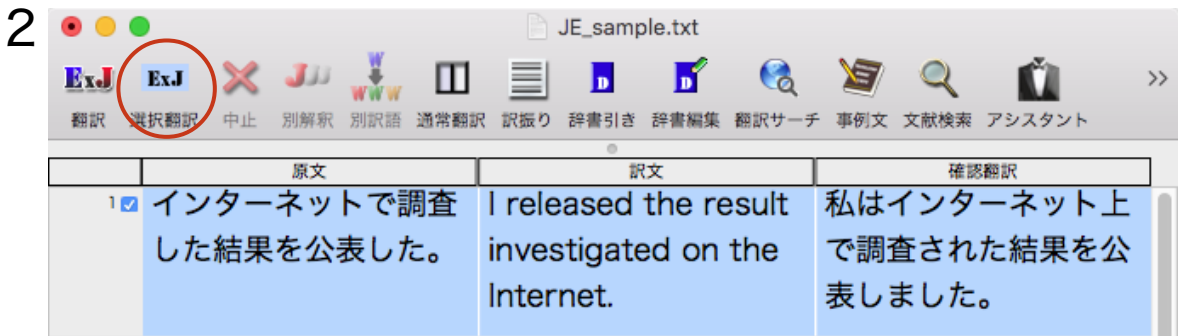 2
JE_sample.txt
ExJ ExJ J W WWW D D
翻訳 選択翻訳 中止 別解釈 別訳語 通常翻訳 訳振り 辞書引き 辞書編集 翻訳サーチ 事例文 文献検索 アシスタント
原文 訳文 確認翻訳
1 インターネットで調査
した結果を公表した。
I released the result
investigated on the
Internet.
私はインターネット上
で調査された結果を公
表しました。